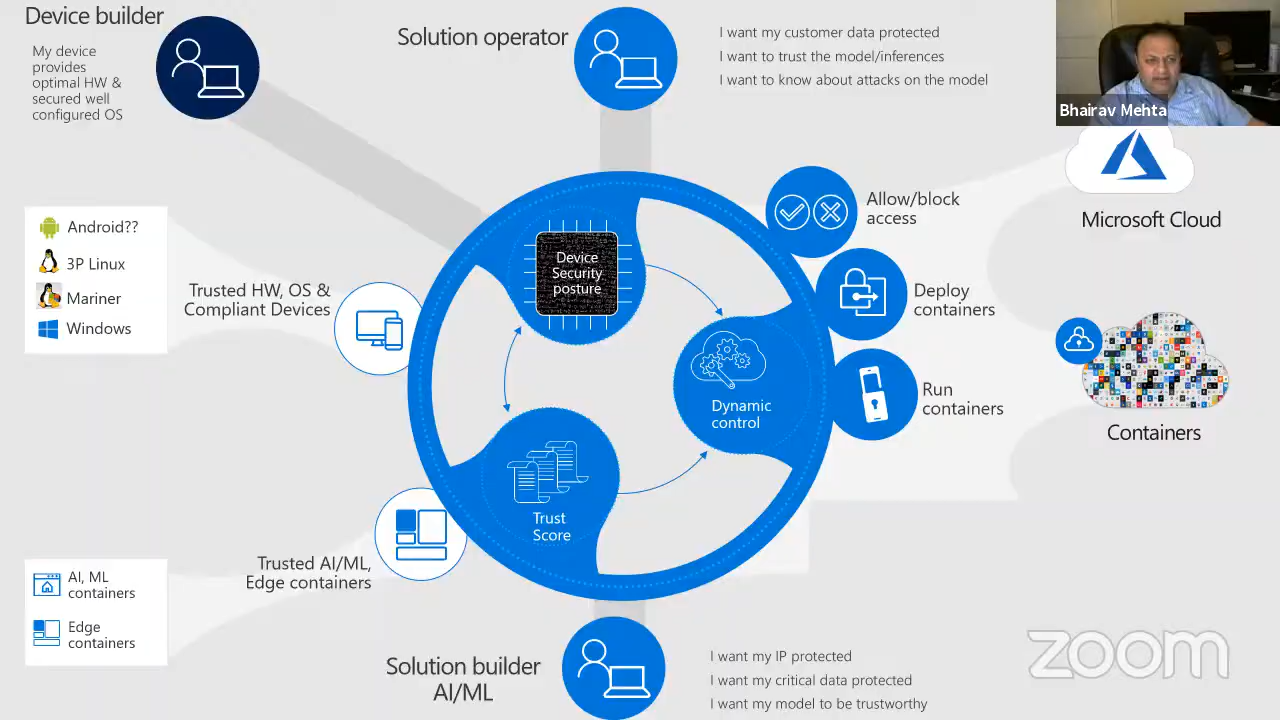 Device builder
My device
provides
optimal HW &
secured well
configured OS
Solution operator
I want my customer data protected
I want to trust the model/inferences
I want to know about attacks on the model
Bhairav Mehta
Microsoft Cloud
Allow/block
access
Device
Security
posture
Android??
3P Linux
Mariner
Windows
Trusted HW, OS &
Compliant Devices
Deploy
containers
Dynamic
control
Run
containers
Containers
Trust
Score
Trusted AI/ML,
Edge containers
AI, ML
containers
Edge
containers
Solution builder
AI/ML
I want my IP protected
I want my critical data protected
I want my model to be trustworthy
zoom